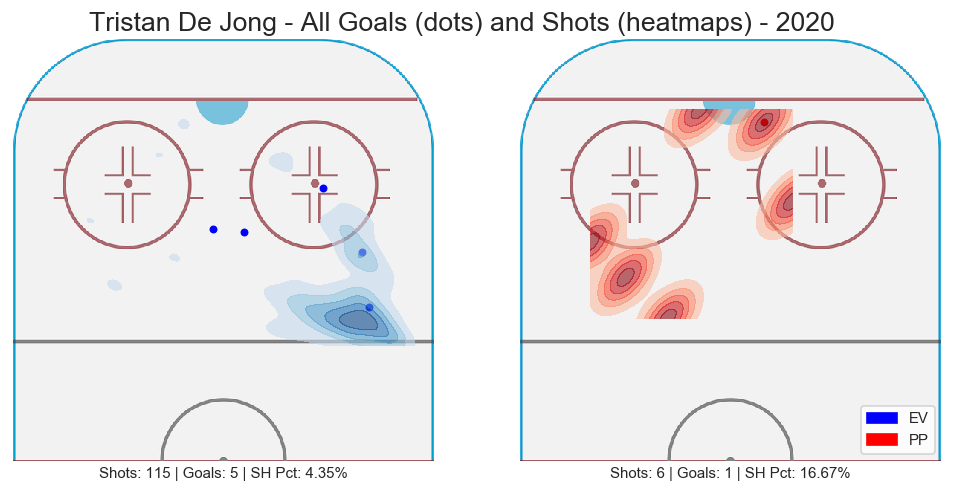 Tristan De Jong - All Goals (dots) and Shots (heatmaps) - 2020
EV
PP
Shots: 115 | Goals: 5 | SH Pct: 4.35%
Shots: 6 | Goals: 1 | SH Pct: 16.67%